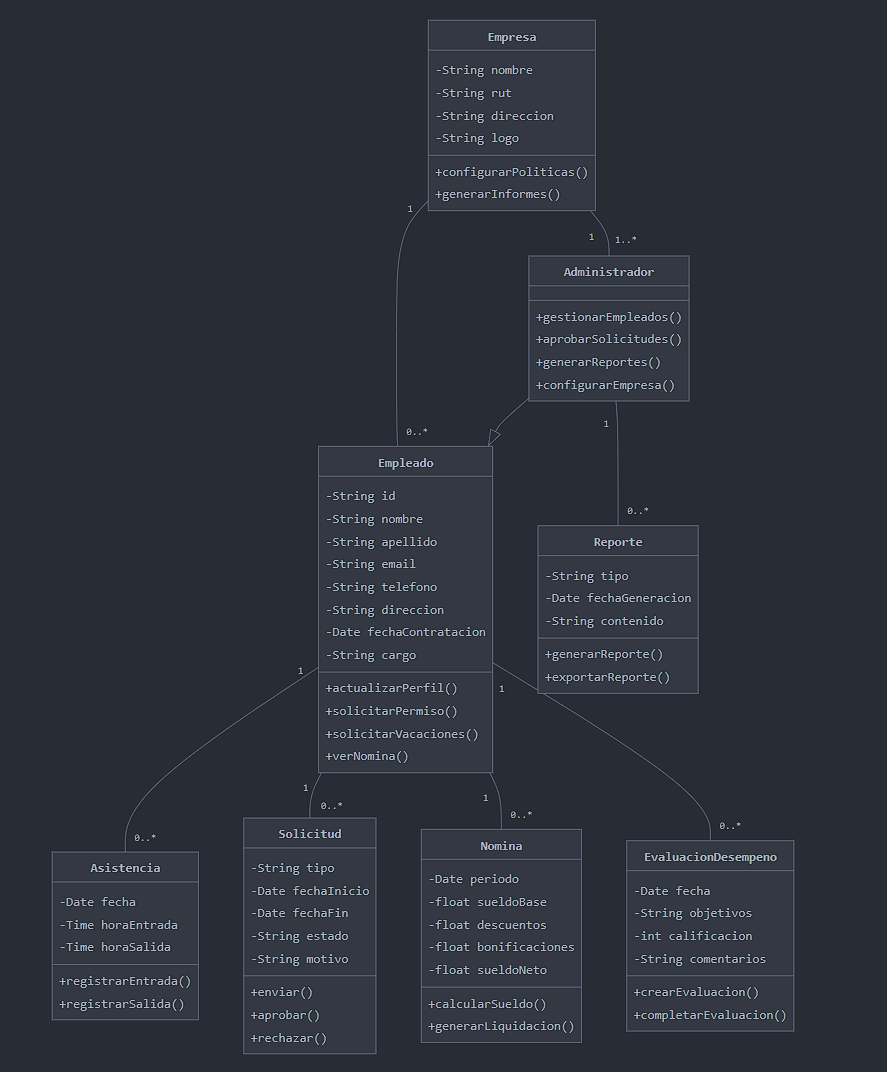 Empresa
-String nombre
-String rut
-String direccion
-String logo
+configurarPoliticas()
+generarInformes()
1
1
1..*
Administrador
+gestionarEmpleados()
+aprobarSolicitudes()
+generarReportes()
+configurarEmpresa()
1
0..*
0..*
Empleado
-String id
-String nombre
-String apellido
-String email
-String telefono
-String direccion
-Date fechaContratacion
-String cargo
+actualizarPerfil()
+solicitarPermiso()
+solicitarVacaciones()
+verNomina()
Reporte
-String tipo
-Date fechaGeneracion
-String contenido
+generarReporte()
+exportarReporte()
1
1
1
1
0..*
0..*
0..*
0..*
Asistencia
-Date fecha
-Time horaEntrada
-Time horaSalida
+registrarEntrada()
+registrarSalida()
Solicitud
-String tipo
-Date fechaInicio
-Date fechaFin
-String estado
-String motivo
+enviar()
+aprobar()
+rechazar()
Nomina
-Date periodo
-float sueldoBase
-float descuentos
-float bonificaciones
-float sueldoNeto
+calcularSueldo()
+generarLiquidacion()
EvaluacionDesempeno
-Date fecha
-String objetivos
-int calificacion
-String comentarios
+crearEvaluacion()
+completarEvaluacion()